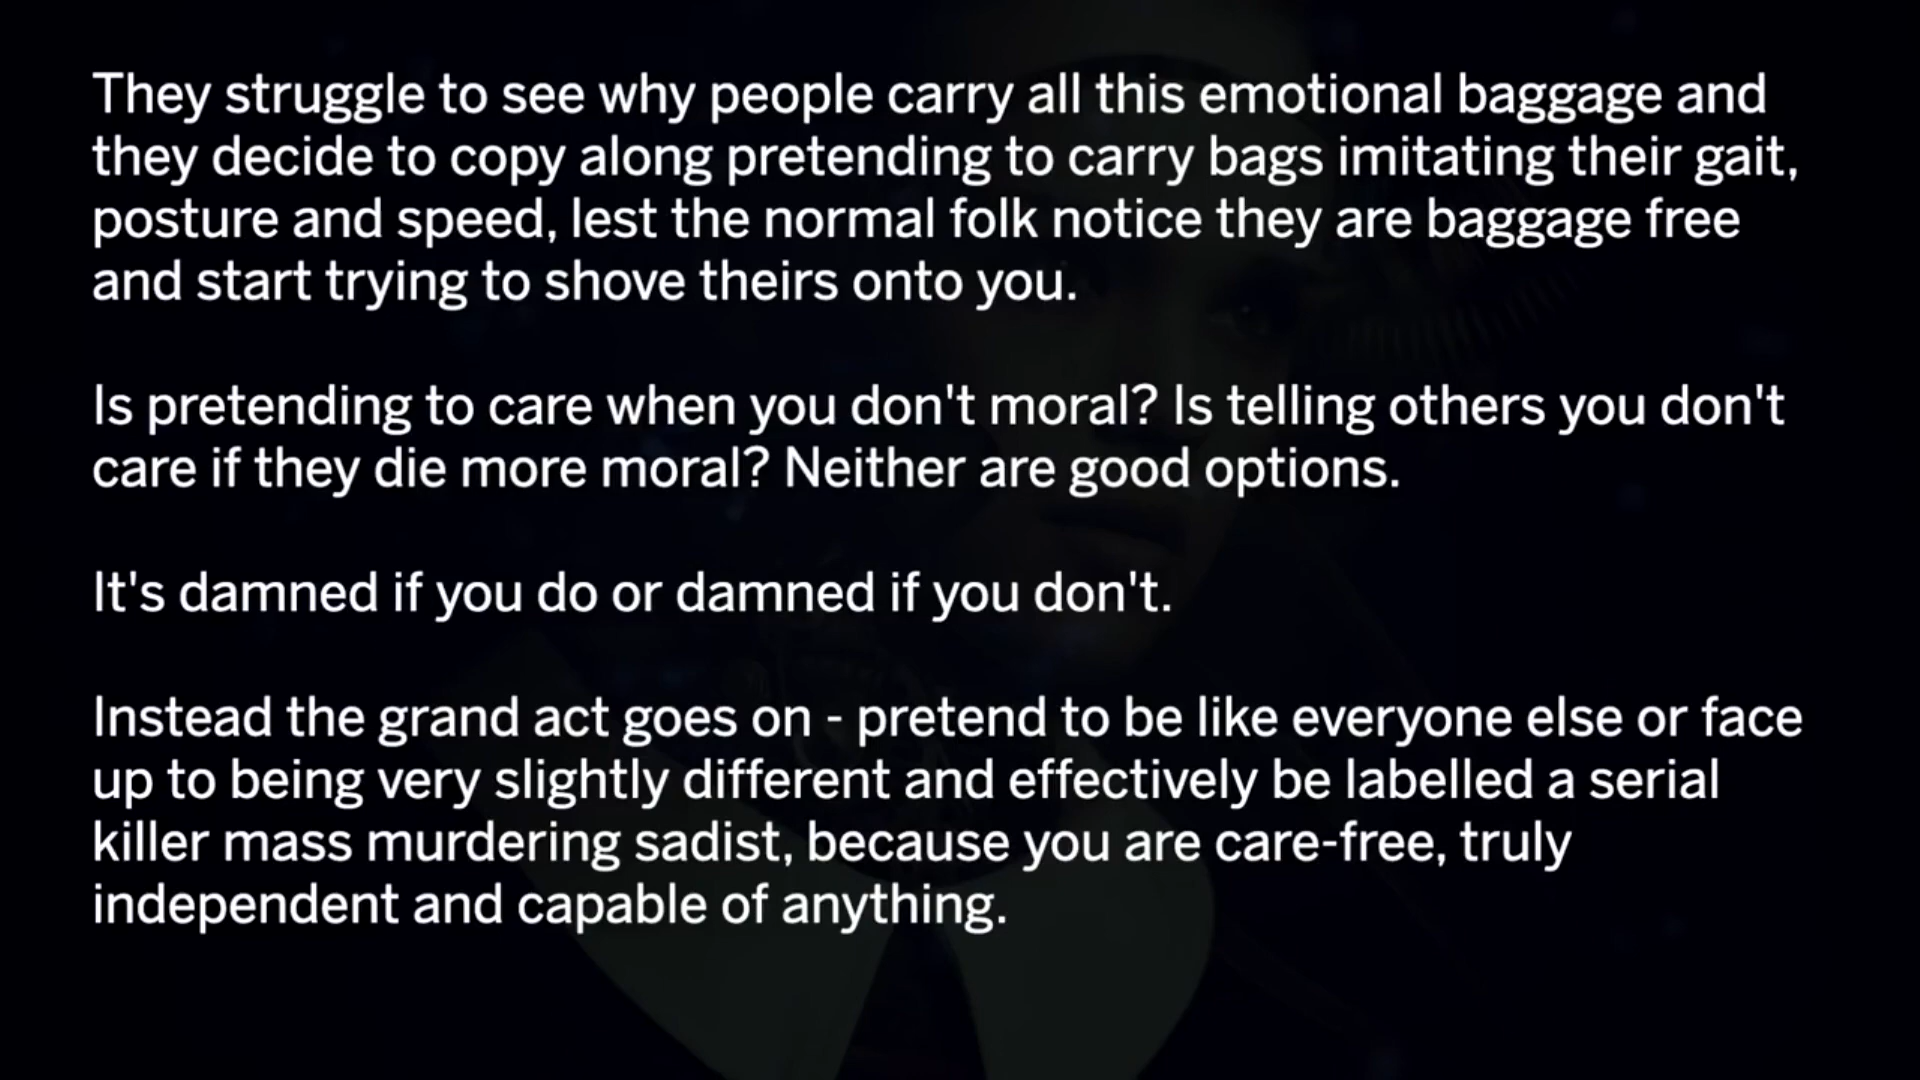 They struggle to see why people carry all this emotional baggage and
they decide to copy along pretending to carry bags imitating their gait,
posture and speed, lest the normal folk notice they are baggage free
and start trying to shove theirs onto you.
Is pretending to care when you don't moral? Is telling others you don't
care if they die more moral? Neither are good options.
It's damned if you do or damned if you don't.
Instead the grand act goes on - pretend to be like everyone else or face
up to being very slightly different and effectively be labelled a serial
killer mass murdering sadist, because you are care-free, truly
independent and capable of anything.